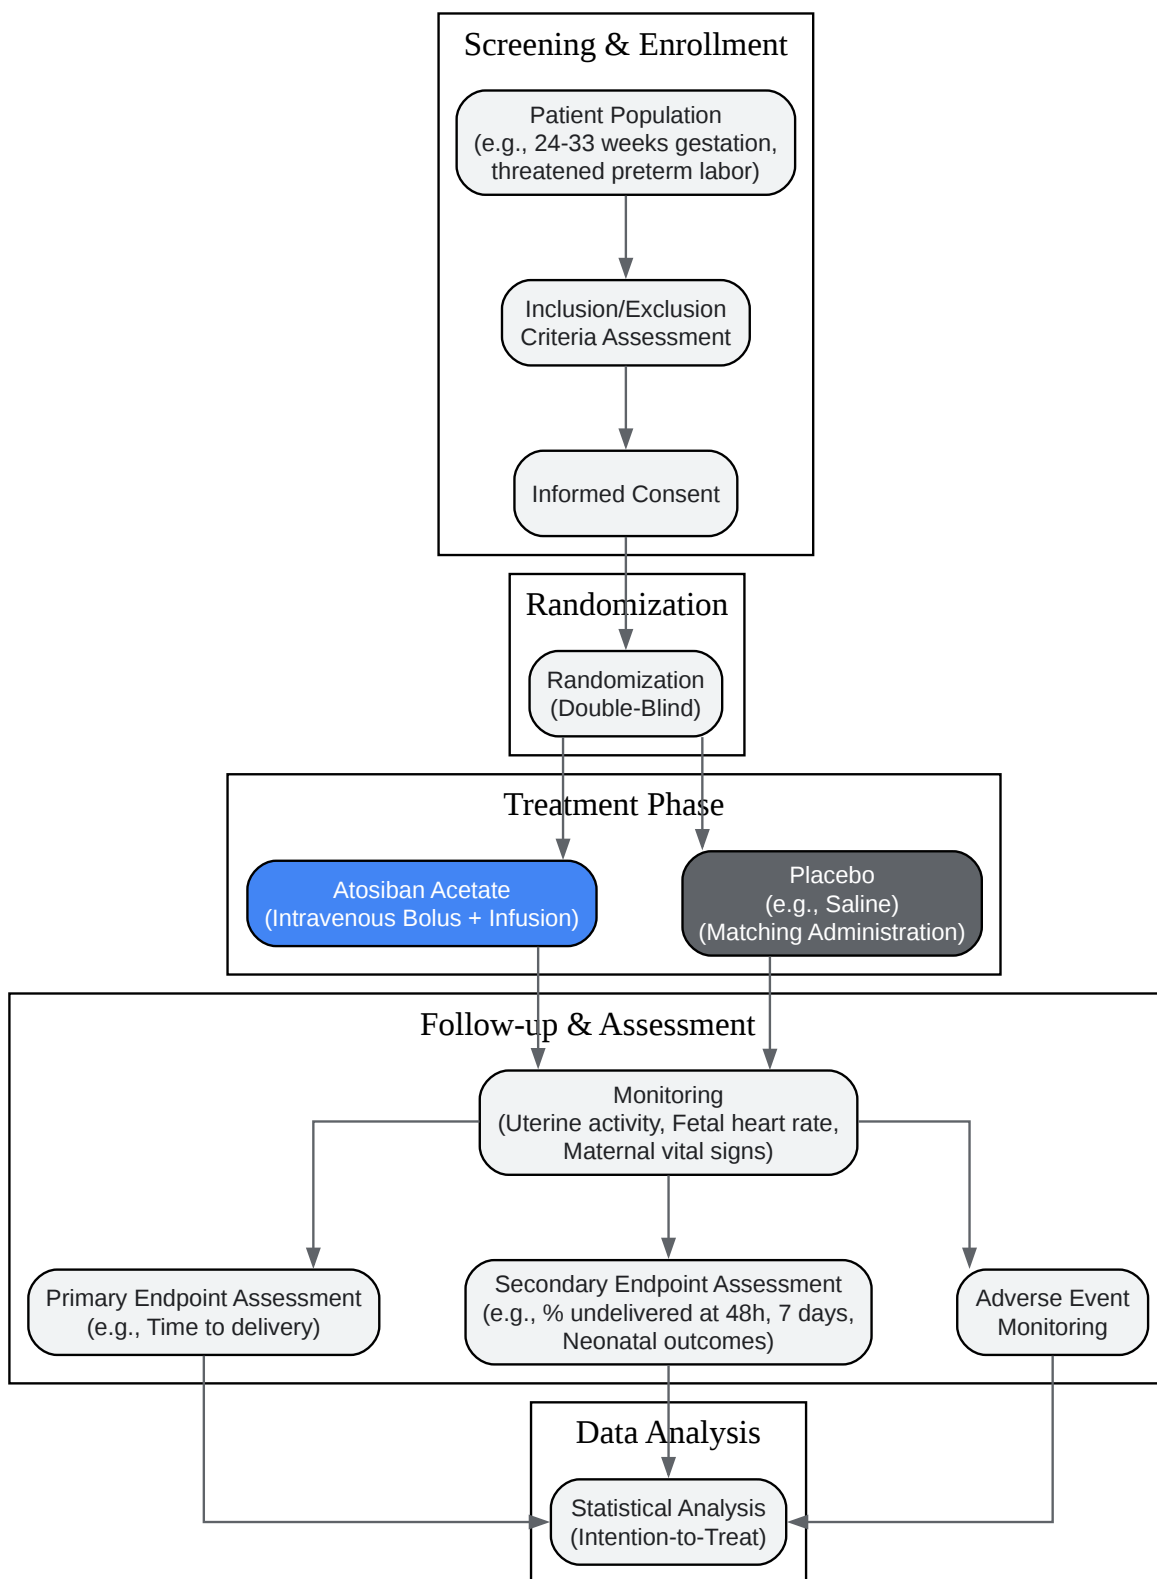 Screening & Enrollment
Patient Population
(e.g., 24-33 weeks gestation,
threatened preterm labor)
Inclusion/Exclusion
Criteria Assessment
Informed Consent
Randomization
Randomization
(Double-Blind)
Treatment Phase
Atosiban Acetate
(Intravenous Bolus + Infusion)
Placebo
(e.g., Saline)
(Matching Administration)
Follow-up & Assessment
Monitoring
(Uterine activity, Fetal heart rate,
Maternal vital signs)
Primary Endpoint Assessment
(e.g., Time to delivery)
Secondary Endpoint Assessment
(e.g., % undelivered at 48h, 7 days,
Neonatal outcomes)
Adverse Event
Monitoring
Data Analysis
Statistical Analysis
(Intention-to-Treat)